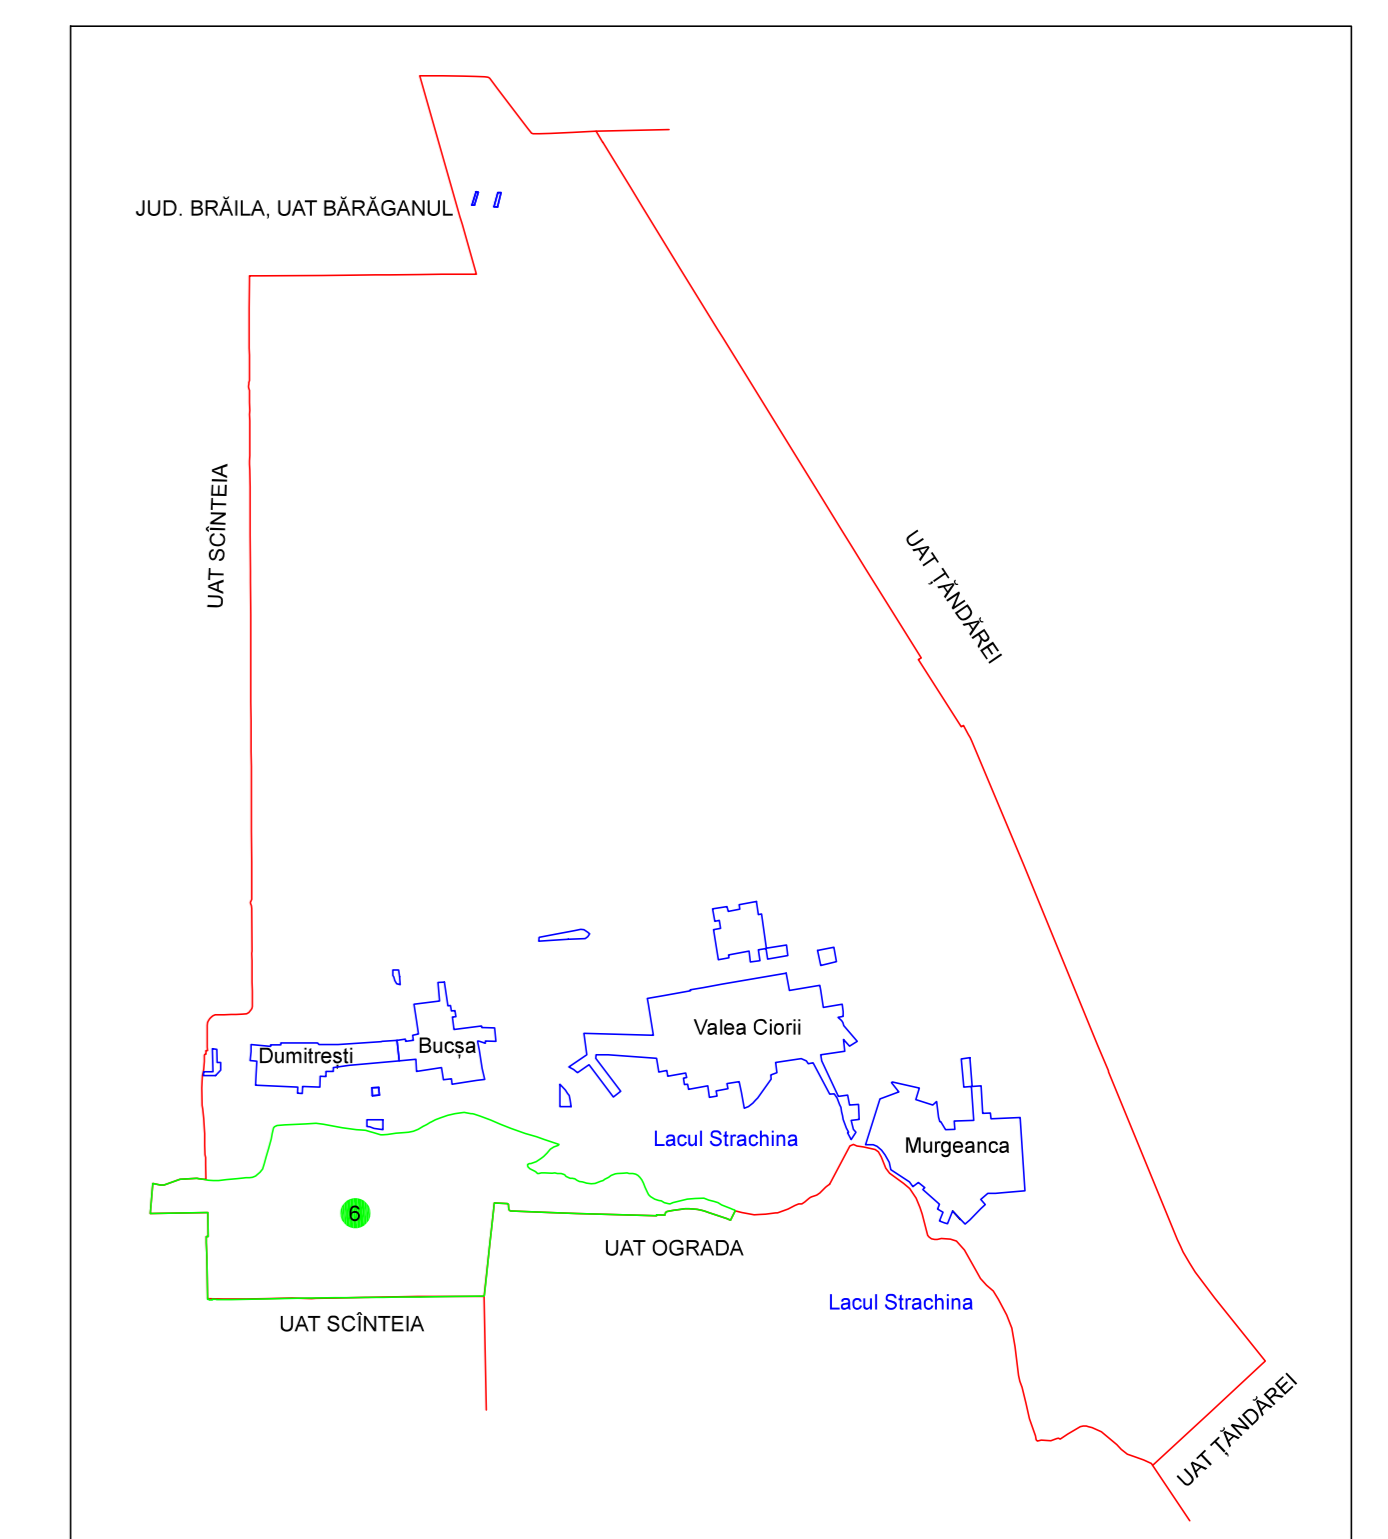 JUD. BRĂILA, UAT BĂRĂGANUL
UAT SCÎNTEIA
UAT ȚĂNDĂREI
Valea Ciorii
Bucșa
Dumitrești
Lacul Strachina
Murgeanca
6
UAT OGRADA
Lacul Strachina
UAT SCÎNTEIA
UAT ȚĂNDĂREI